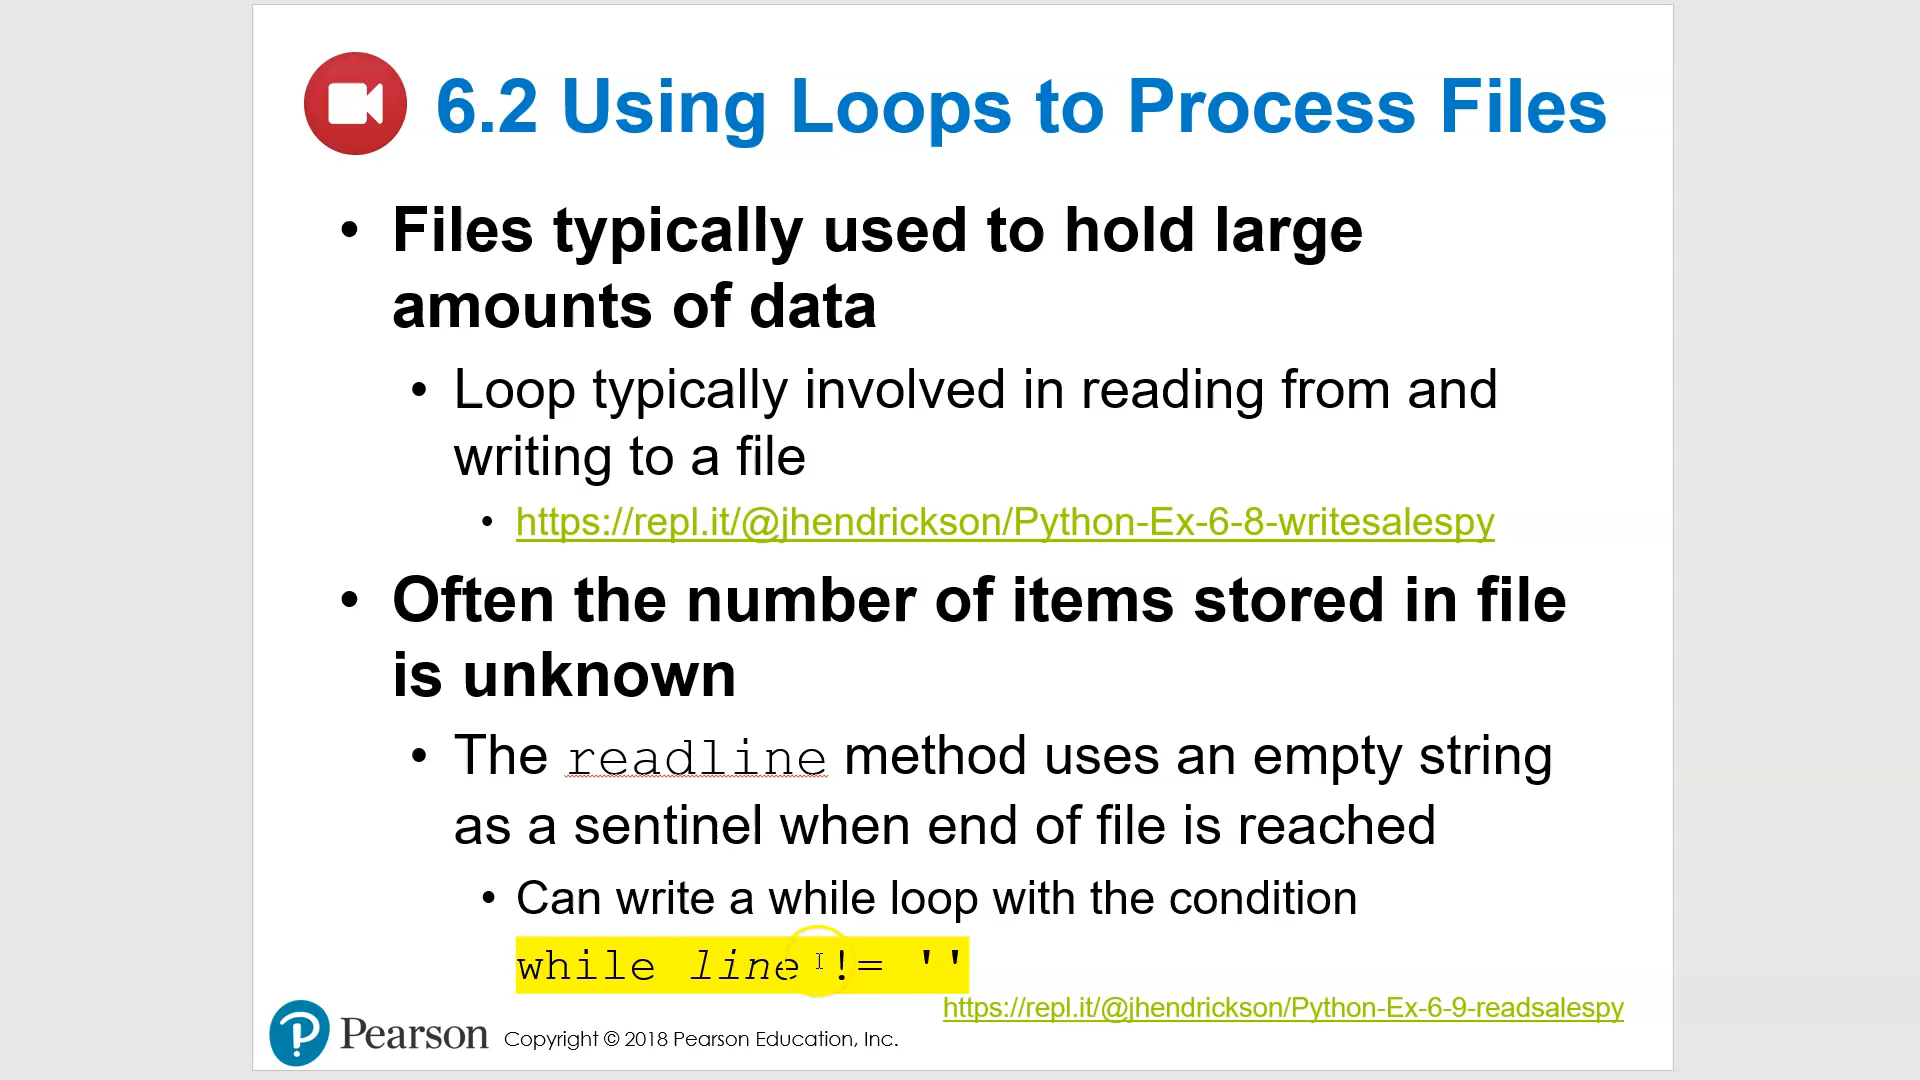 6.2 Using Loops to Process Files
• Files typically used to hold large
amounts of data
• Loop typically involved in reading from and
writing to a file
• https://repl.it/@jhendrickson/Python-Ex-6-8-writesalespy
• Often the number of items stored in file
is unknown
• The readline method uses an empty string
as a sentinel when end of file is reached
• Can write a while loop with the condition
while line != ''
https://repl.it/@jhendrickson/Python-Ex-6-9-readsalespy
Pearson Copyright © 2018 Pearson Education, Inc.